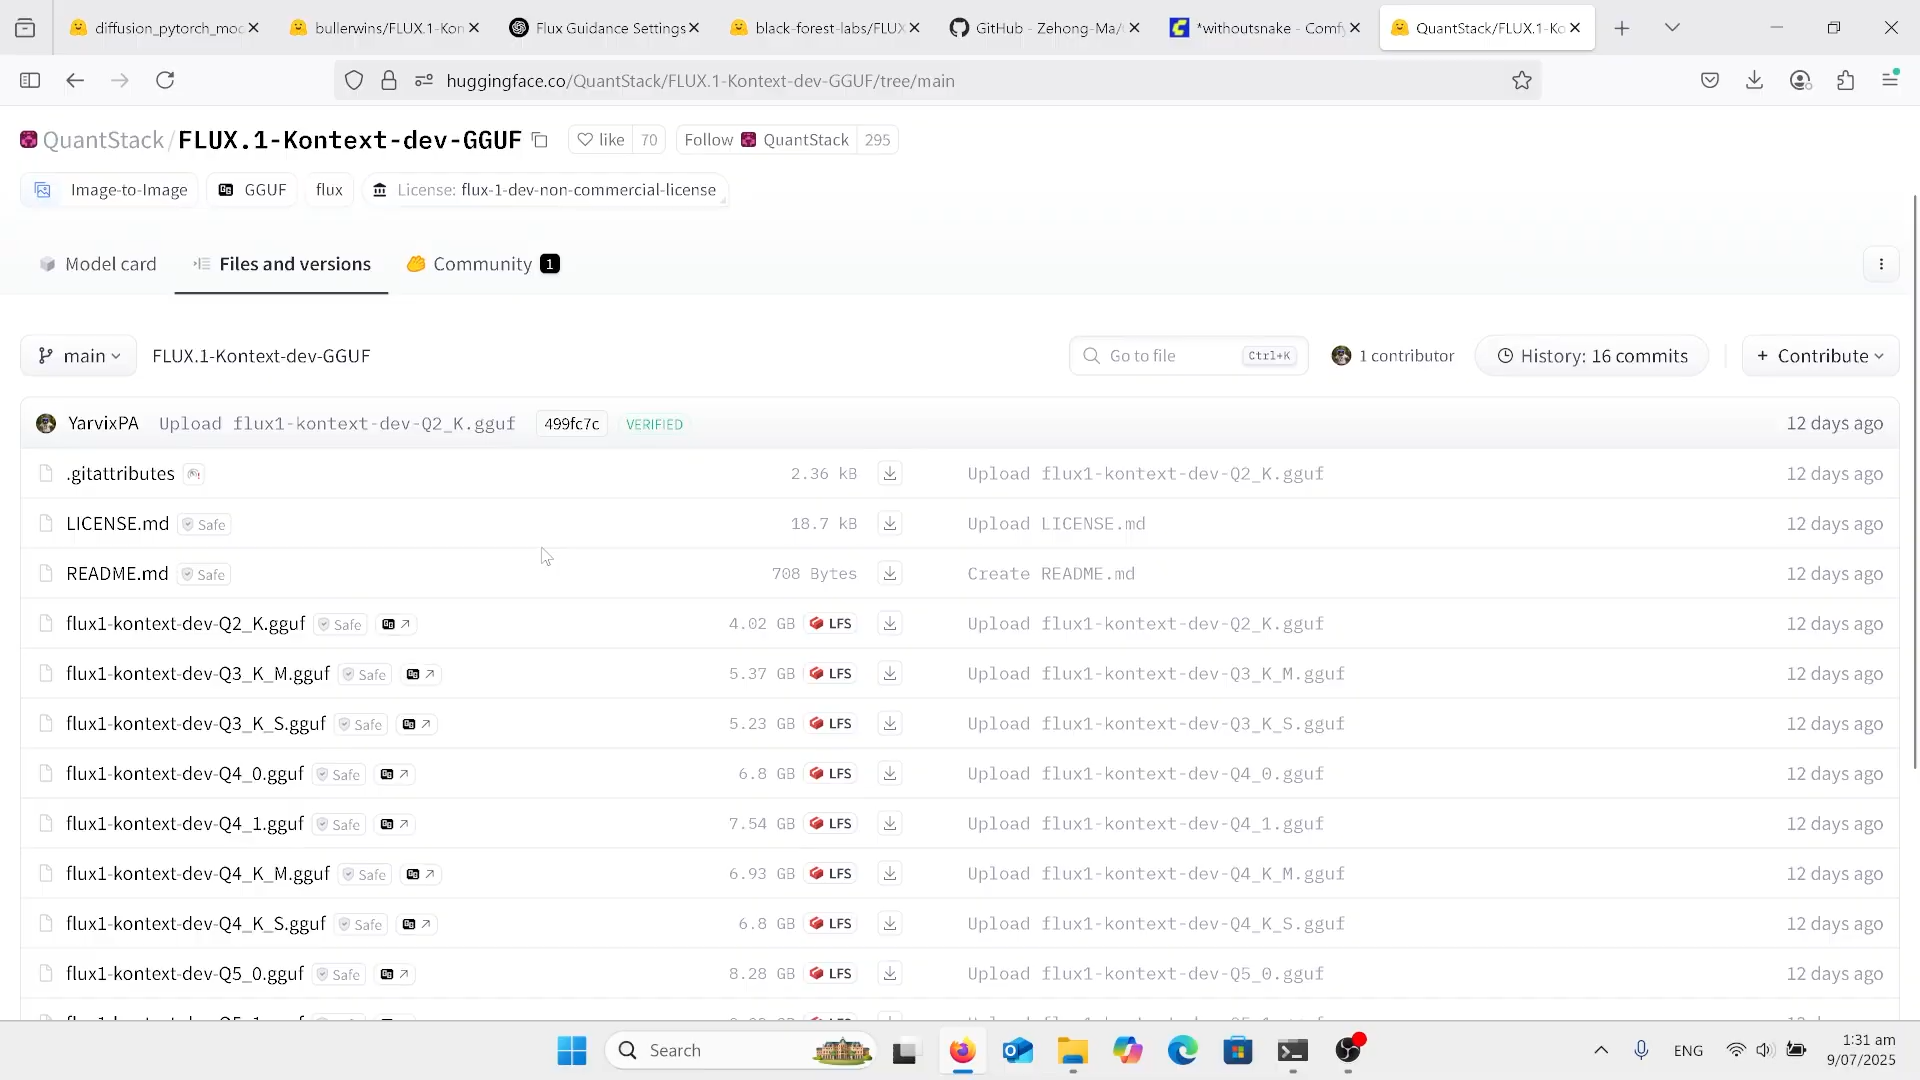 diffusion_pytorch_moc
bullerwins/FLUX.1-Kon
Flux Guidance Settings
black-forest-labs/FLUX
GitHub - Zehong-Ma/
*withoutsnake - Comfy
QuantStack/FLUX.1-Ko
huggingface.co/QuantStack/FLUX.1-Kontext-dev-GGUF/tree/main
QuantStack/FLUX.1-Kontext-dev-GGUF like 70 Follow QuantStack 295
Image-to-Image GGUF flux License: flux-1-dev-non-commercial-license
Model card Files and versions Community 1
main FLUX.1-Kontext-dev-GGUF Go to file Ctrl+K 1 contributor History: 16 commits + Contribute
YarvixPA Upload flux1-kontext-dev-Q2_K.gguf 499fc7c VERIFIED 12 days ago
.gitattributes 2.36 kB Upload flux1-kontext-dev-Q2_K.gguf 12 days ago
LICENSE.md Safe 18.7 kB Upload LICENSE.md 12 days ago
README.md Safe 708 Bytes Create README.md 12 days ago
flux1-kontext-dev-Q2_K.gguf Safe 4.02 GB LFS Upload flux1-kontext-dev-Q2_K.gguf 12 days ago
flux1-kontext-dev-Q3_K_M.gguf Safe 5.37 GB LFS Upload flux1-kontext-dev-Q3_K_M.gguf 12 days ago
flux1-kontext-dev-Q3_K_S.gguf Safe 5.23 GB LFS Upload flux1-kontext-dev-Q3_K_S.gguf 12 days ago
flux1-kontext-dev-Q4_0.gguf Safe 6.8 GB LFS Upload flux1-kontext-dev-Q4_0.gguf 12 days ago
flux1-kontext-dev-Q4_1.gguf Safe 7.54 GB LFS Upload flux1-kontext-dev-Q4_1.gguf 12 days ago
flux1-kontext-dev-Q4_K_M.gguf Safe 6.93 GB LFS Upload flux1-kontext-dev-Q4_K_M.gguf 12 days ago
flux1-kontext-dev-Q4_K_S.gguf Safe 6.8 GB LFS Upload flux1-kontext-dev-Q4_K_S.gguf 12 days ago
flux1-kontext-dev-Q5_0.gguf Safe 8.28 GB LFS Upload flux1-kontext-dev-Q5_0.gguf 12 days ago
Search
ENG
1:31 am
9/07/2025